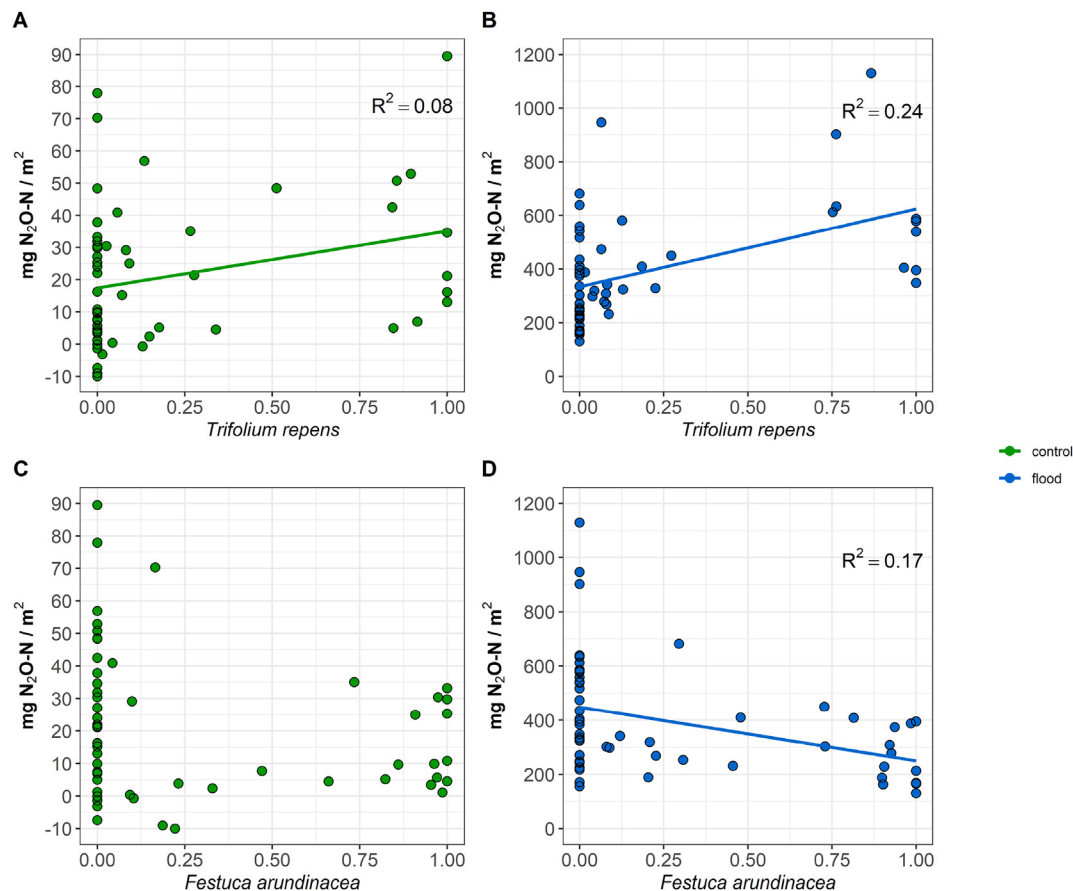 A
mg N₂O-N / m²
90
80
70
60
50
40
30
20
10
0
-10
R² = 0.08
0.00 0.25 0.50 0.75 1.00
Trifolium repens
B
mg N₂O-N / m²
1200
1000
800
600
400
200
0
R² = 0.24
0.00 0.25 0.50 0.75 1.00
Trifolium repens
control
flood
C
mg N₂O-N / m²
90
80
70
60
50
40
30
20
10
0
-10
0.00 0.25 0.50 0.75 1.00
Festuca arundinacea
D
mg N₂O-N / m²
1200
1000
800
600
400
200
0
R² = 0.17
0.00 0.25 0.50 0.75 1.00
Festuca arundinacea